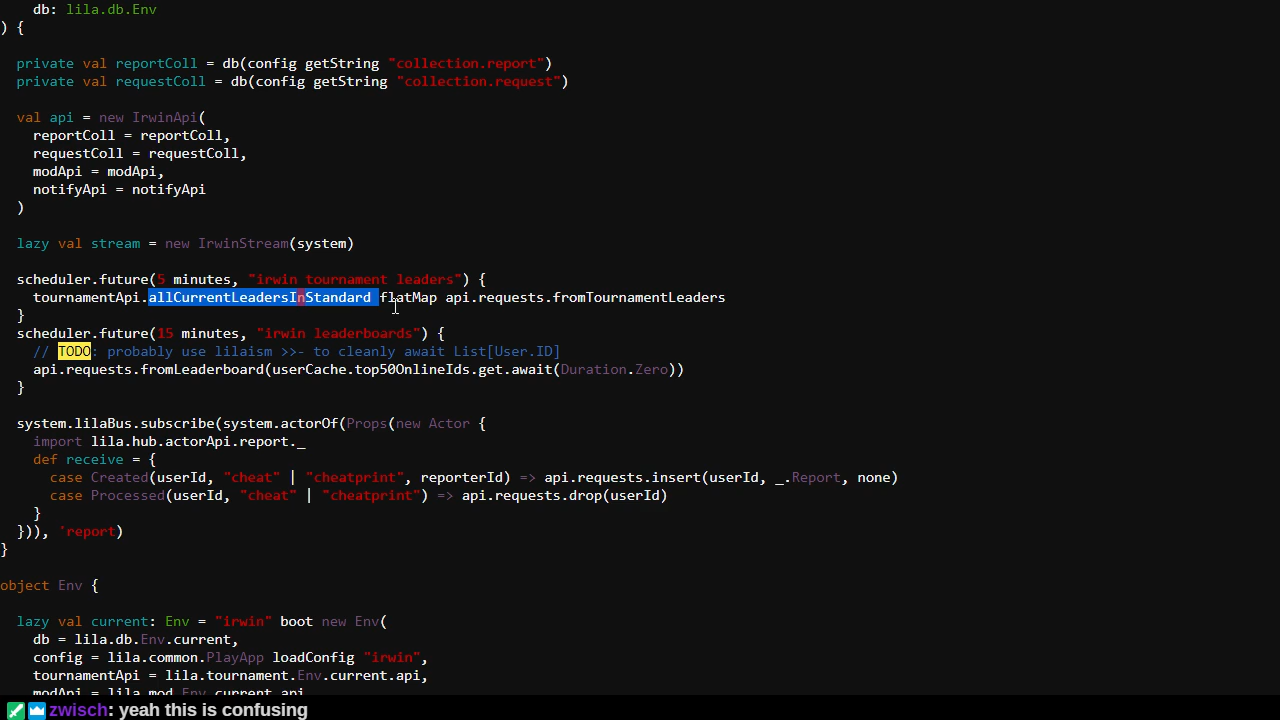 db: lila.db.Env
) {
private val reportColl = db(config getString "collection.report")
private val requestColl = db(config getString "collection.request")
val api = new IrwinApi(
reportColl = reportColl,
requestColl = requestColl,
modApi = modApi,
notifyApi = notifyApi
)
lazy val stream = new IrwinStream(system)
scheduler.future(5 minutes, "irwin tournament leaders") {
tournamentApi.allCurrentLeadersInStandard flatMap api.requests.fromTournamentLeaders
}
scheduler.future(15 minutes, "irwin leaderboards") {
// TODO: probably use lilaism >>- to cleanly await List[User.ID]
api.requests.fromLeaderboard(userCache.top50OnlineIds.get.await(Duration.Zero))
}
system.lilaBus.subscribe(system.actorOf(Props(new Actor {
import lila.hub.actorApi.report._
def receive = {
case Created(userId, "cheat" | "cheatprint", reporterId) => api.requests.insert(userId, _.Report, none)
case Processed(userId, "cheat" | "cheatprint") => api.requests.drop(userId)
}
})), 'report)
}
object Env {
lazy val current: Env = "irwin" boot new Env(
db = lila.db.Env.current,
config = lila.common.PlayApp loadConfig "irwin",
tournamentApi = lila.tournament.Env.current.api,
modApi = lila.mod.Env.current.api
zwisch: yeah this is confusing